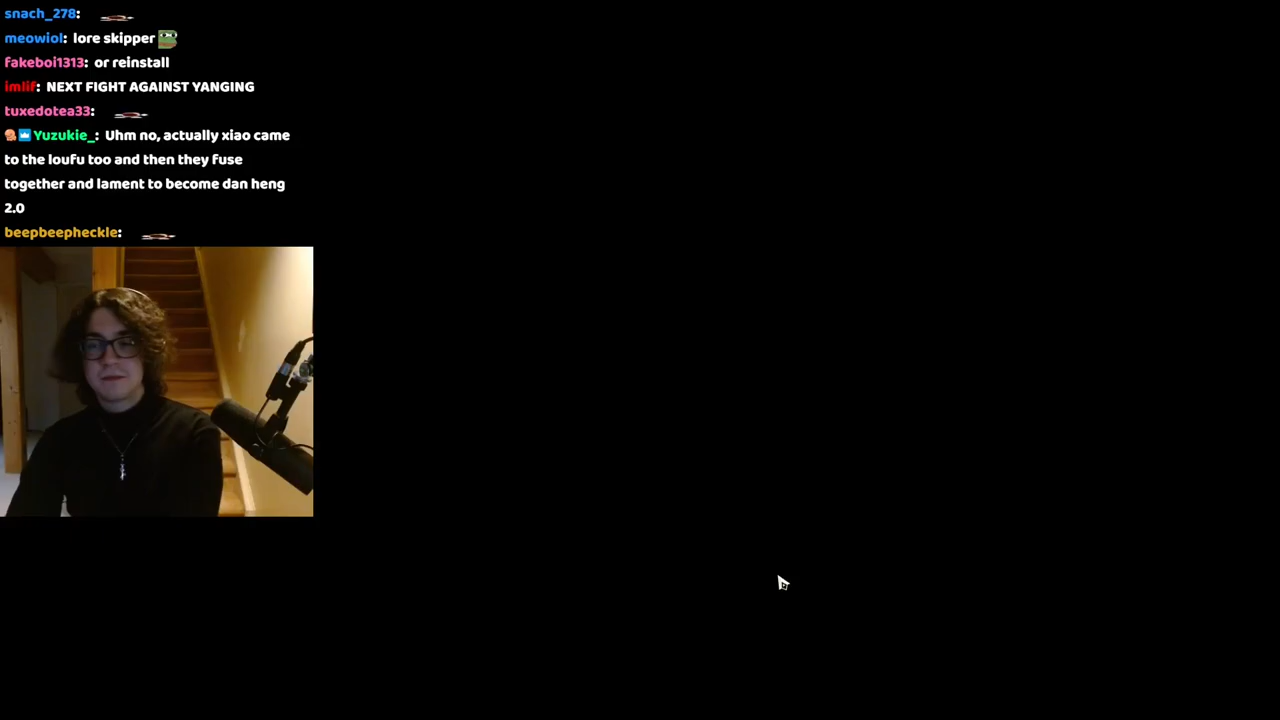 snach_278:
meowiol: lore skipper
fakeboi1313: or reinstall
imlif: NEXT FIGHT AGAINST YANGING
tuxedotea33:
Yuzukie_: Uhm no, actually xiao came
to the loufu too and then they fuse
together and lament to become dan heng
2.0
beepbeepheckle: